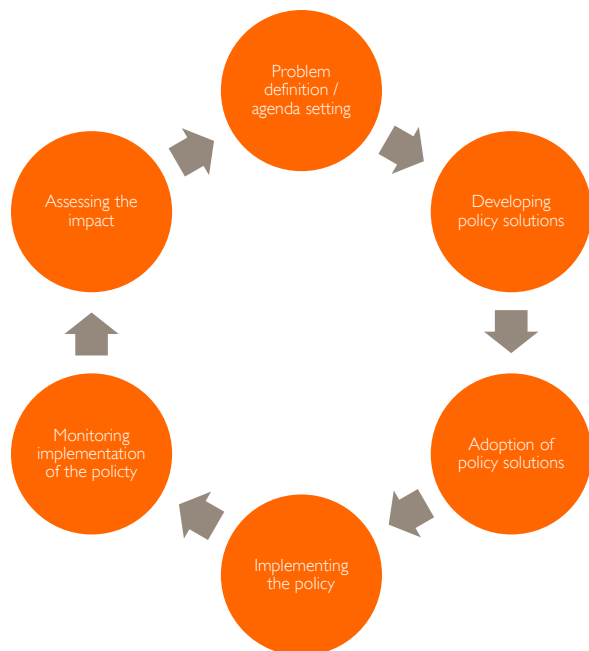 Problem
definition /
agenda setting
Developing
policy solutions
Adoption of
policy solutions
Implementing
the policy
Monitoring
implementation
of the policty
Assessing the
impact